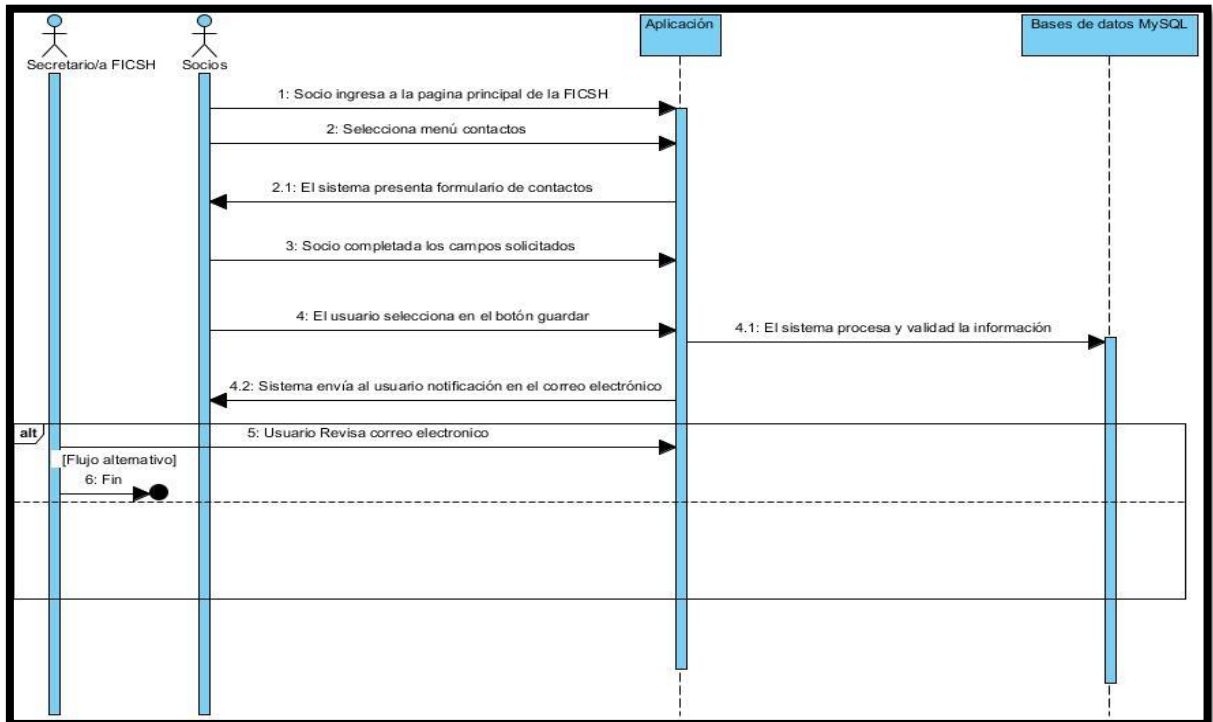 Secretario/a FICSH
Socios
Aplicación
Bases de datos MySQL
1: Socio ingresa a la pagina principal de la FICSH
2: Selecciona menú contactos
2.1: El sistema presenta formulario de contactos
3: Socio completada los campos solicitados
4: El usuario selecciona en el botón guardar
4.1: El sistema procesa y validad la información
4.2: Sistema envía al usuario notificación en el correo electrónico
alt
5: Usuario Revisa correo electronico
[Flujo alternativo]
6: Fin